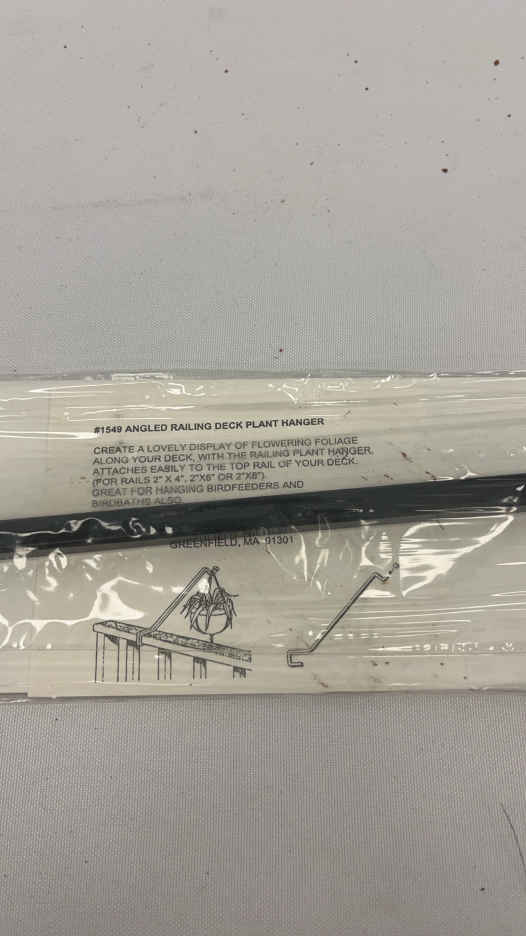 #1549 ANGLED RAILING DECK PLANT HANGER
CREATE A LOVELY DISPLAY OF FLOWERING FOLIAGE
ALONG YOUR DECK, WITH THE RAILING PLANT HANGER,
ATTACHES EASILY TO THE TOP RAIL OF YOUR DECK.
(FOR RAILS 2" X 4", 2"X6" OR 2"X8").
GREAT FOR HANGING BIRDFEEDERS AND
BIRDBATHS ALSO.
GREENFIELD, MA 91301